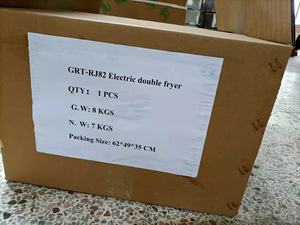 GRT-RJ82 Electric double fryer
QTY： 1 PCS
G. W: 8 KGS
N. W: 7 KGS
Packing Size: 62*49*35 CM